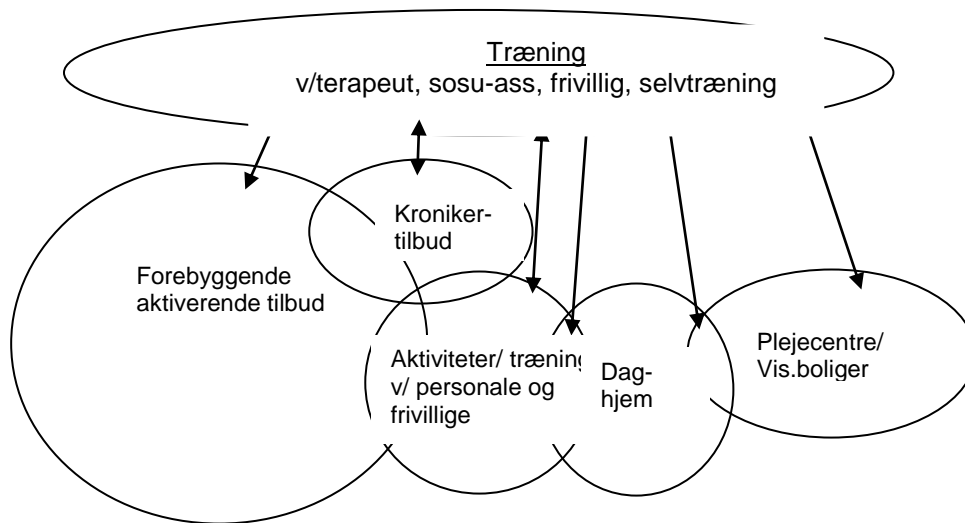 Træning
v/terapeut, sosu-ass, frivillig, selvtræning
Kroniker-
tilbud
Forebyggende
aktiverende tilbud
Aktiviteter/ træning
v/ personale og
frivillige
Dag-
hjem
Plejecentre/
Vis.boliger